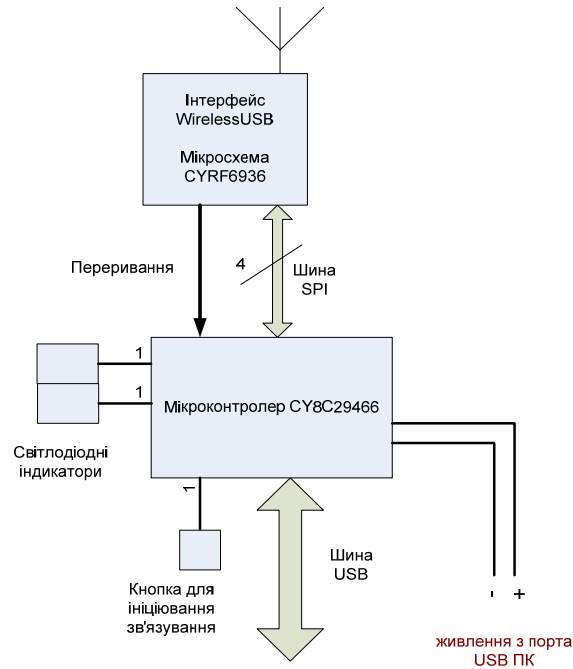 Інтерфейс
WirelessUSB
Мікросхема
CYRF6936
Переривання
4
Шина
SPI
1
1
Мікроконтролер CY8C29466
Світлодіодні
індикатори
1
Шина
USB
Кнопка для
ініціювання
зв'язування
- +
живлення з порта
USB ПК